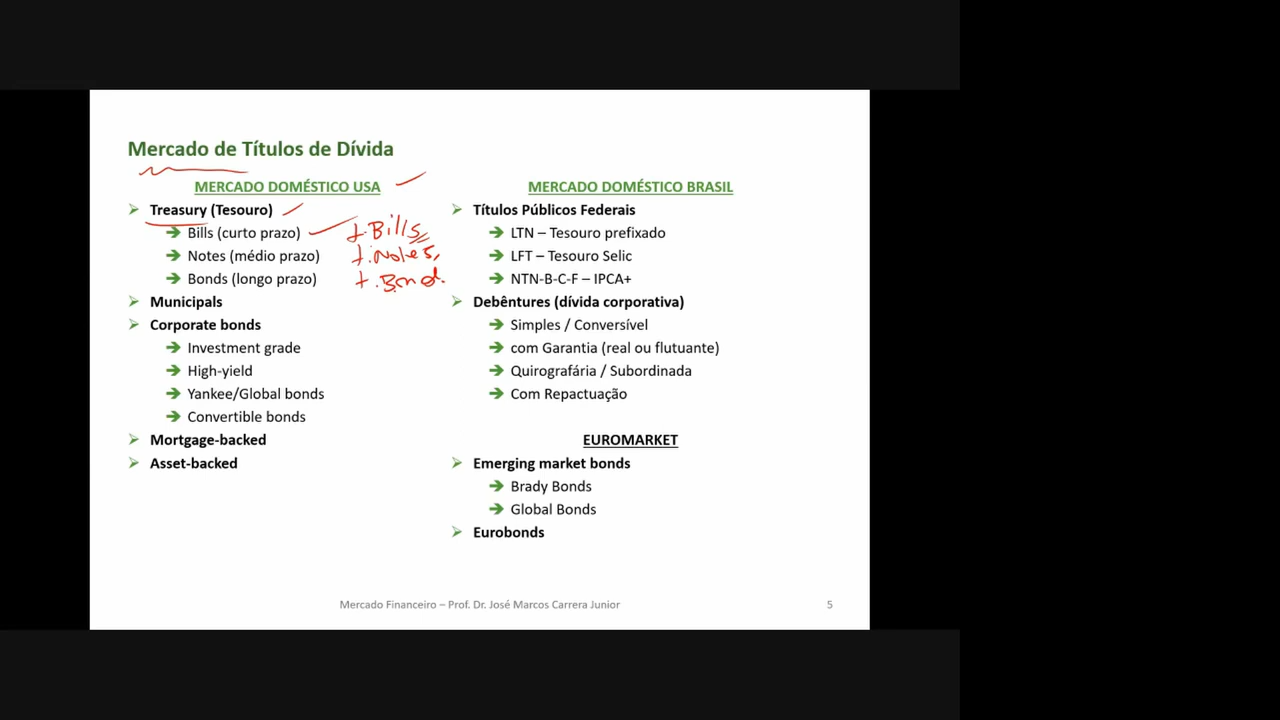 Mercado de Títulos de Dívida
MERCADO DOMÉSTICO USA
Treasury (Tesouro)
Bills (curto prazo) t.Bills
Notes (médio prazo) t.Notes,
Bonds (longo prazo) t.Bond.
Municipals
Corporate bonds
Investment grade
High-yield
Yankee/Global bonds
Convertible bonds
Mortgage-backed
Asset-backed
MERCADO DOMÉSTICO BRASIL
Títulos Públicos Federais
LTN – Tesouro prefixado
LFT – Tesouro Selic
NTN-B-C-F – IPCA+
Debêntures (dívida corporativa)
Simples / Conversível
com Garantia (real ou flutuante)
Quirografária / Subordinada
Com Repactuação
EUROMARKET
Emerging market bonds
Brady Bonds
Global Bonds
Eurobonds
Mercado Financeiro – Prof. Dr. José Marcos Carrera Junior 5